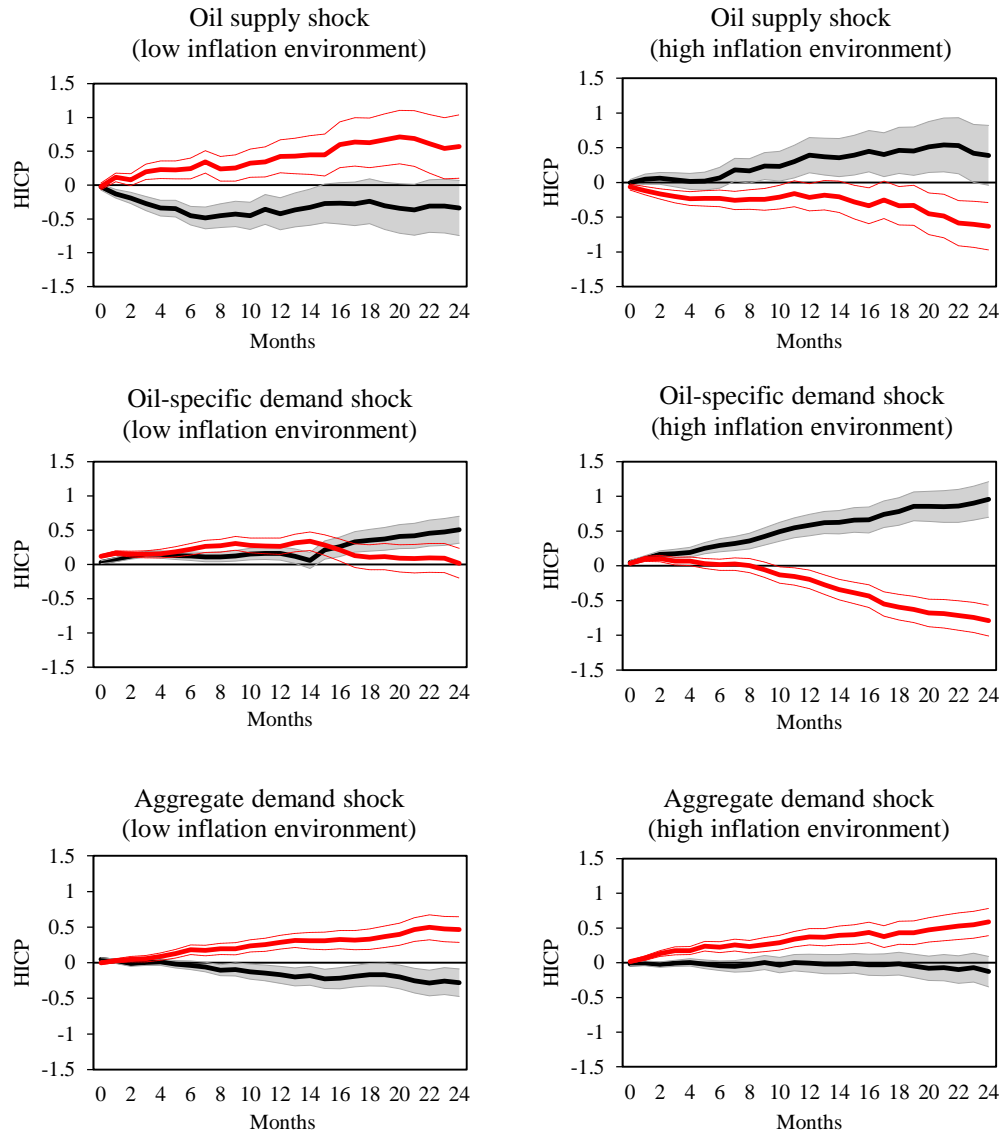 Oil supply shock
(low inflation environment)
1.5
1
0.5
0
-0.5
-1
-1.5
HICP
0 2 4 6 8 10 12 14 16 18 20 22 24
Months
Oil supply shock
(high inflation environment)
1.5
1
0.5
0
-0.5
-1
-1.5
HICP
0 2 4 6 8 10 12 14 16 18 20 22 24
Months
Oil-specific demand shock
(low inflation environment)
1.5
1
0.5
0
-0.5
-1
-1.5
HICP
0 2 4 6 8 10 12 14 16 18 20 22 24
Months
Oil-specific demand shock
(high inflation environment)
1.5
1
0.5
0
-0.5
-1
-1.5
HICP
0 2 4 6 8 10 12 14 16 18 20 22 24
Months
Aggregate demand shock
(low inflation environment)
1.5
1
0.5
0
-0.5
-1
-1.5
HICP
0 2 4 6 8 10 12 14 16 18 20 22 24
Months
Aggregate demand shock
(high inflation environment)
1.5
1
0.5
0
-0.5
-1
-1.5
HICP
0 2 4 6 8 10 12 14 16 18 20 22 24
Months